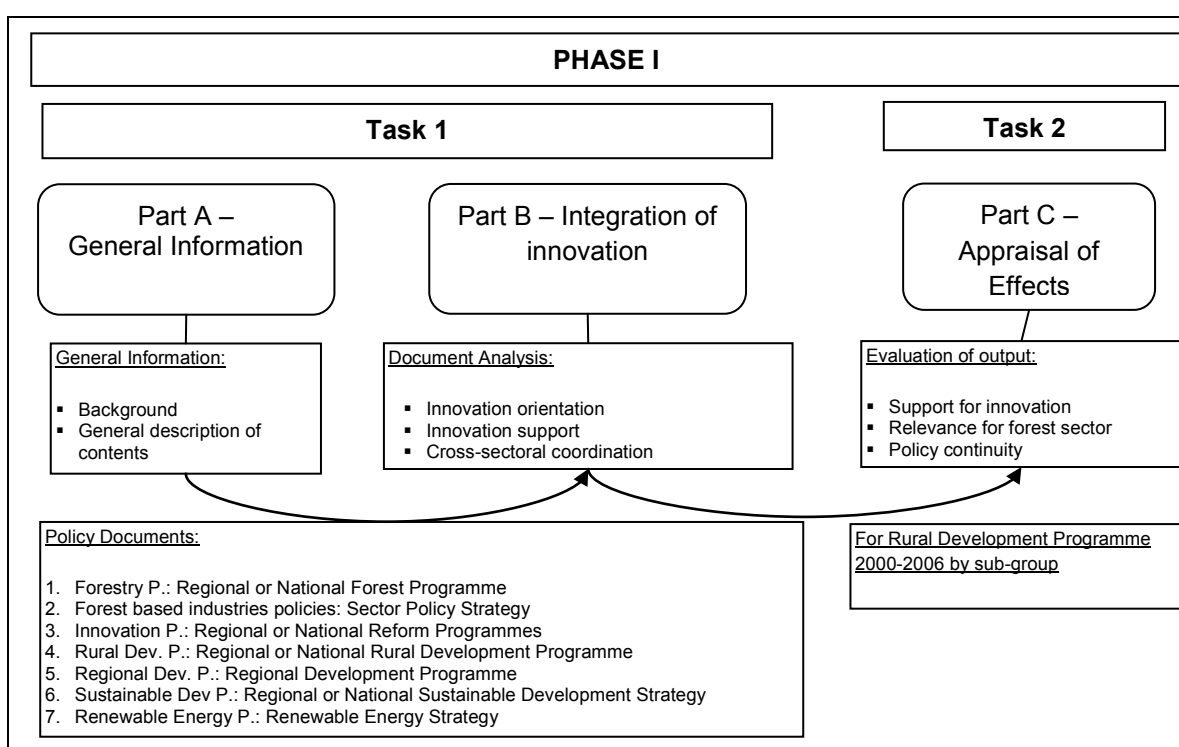 PHASE I
Task 1
Task 2
Part A –
General Information
Part B – Integration of
innovation
Part C –
Appraisal of
Effects
General Information:
▪ Background
▪ General description of
contents
Document Analysis:
▪ Innovation orientation
▪ Innovation support
▪ Cross-sectoral coordination
Evaluation of output:
▪ Support for innovation
▪ Relevance for forest sector
▪ Policy continuity
Policy Documents:
1. Forestry P.: Regional or National Forest Programme
2. Forest based industries policies: Sector Policy Strategy
3. Innovation P.: Regional or National Reform Programmes
4. Rural Dev. P.: Regional or National Rural Development Programme
5. Regional Dev. P.: Regional Development Programme
6. Sustainable Dev P.: Regional or National Sustainable Development Strategy
7. Renewable Energy P.: Renewable Energy Strategy
For Rural Development Programme
2000-2006 by sub-group